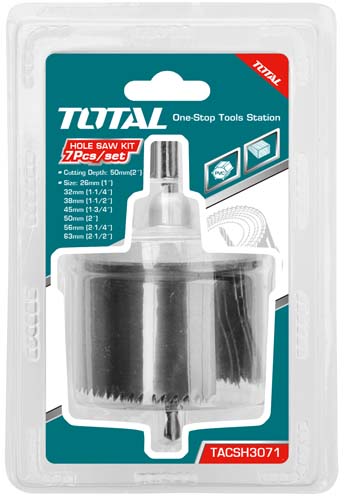 TOTAL
TOTAL One-Stop Tools Station
HOLE SAW KIT
7Pcs/set
PVC
• Cutting Depth: 50mm(2")
• Size: 26mm (1")
32mm (1-1/4")
38mm (1-1/2")
45mm (1-3/4")
50mm (2")
56mm (2-1/4")
63mm (2-1/2")
TACSH3071